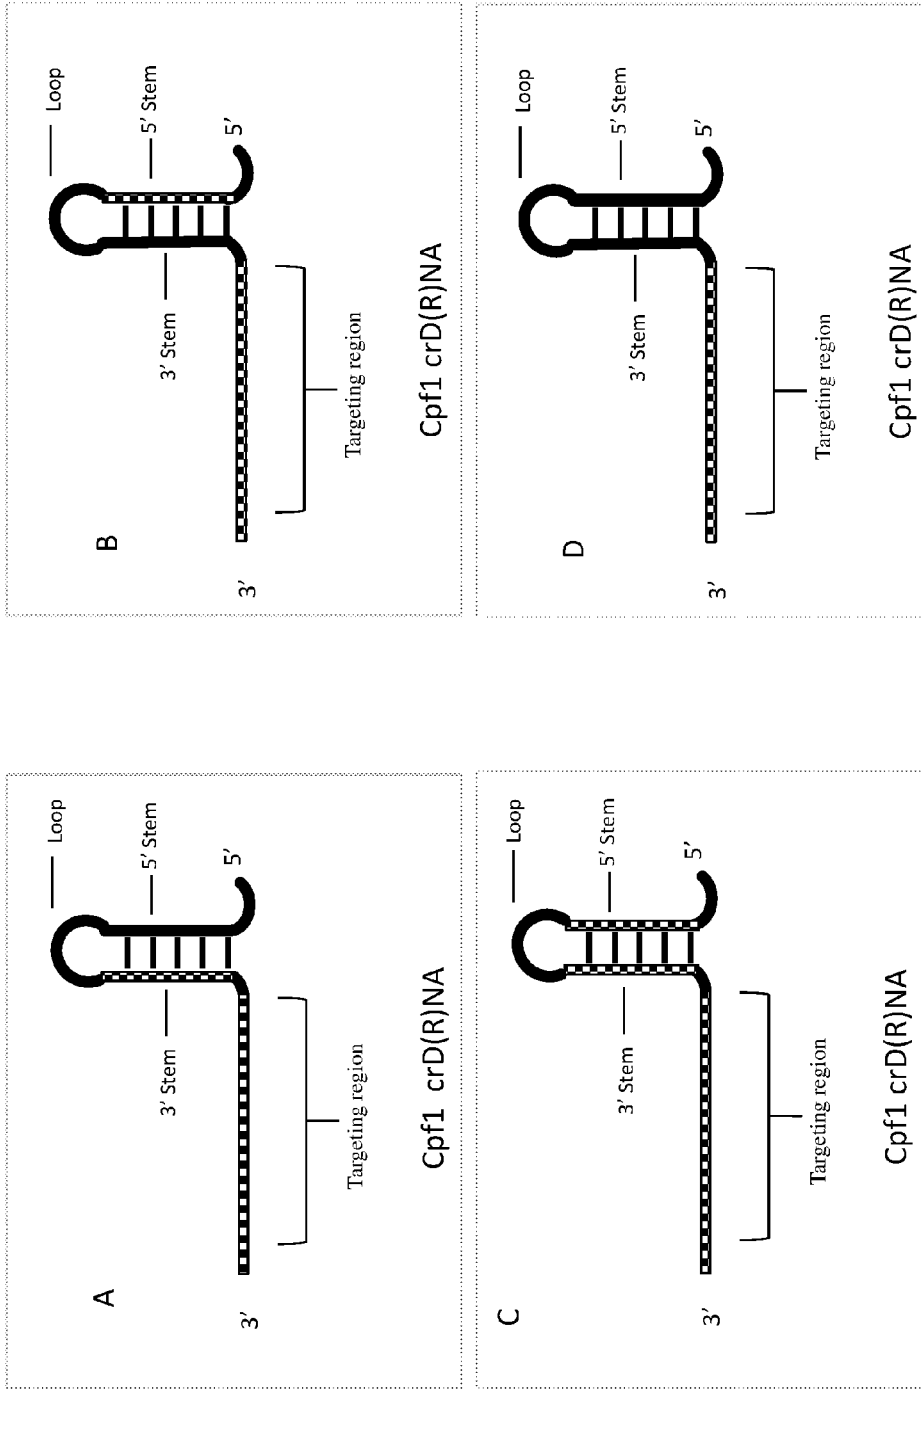 A
Loop
5' Stem
5'
3' Stem
Targeting region
3'
Cpf1 crD(R)NA
B
Loop
5' Stem
5'
3' Stem
Targeting region
3'
Cpf1 crD(R)NA
C
Loop
5' Stem
5'
3' Stem
Targeting region
3'
Cpf1 crD(R)NA
D
Loop
5' Stem
5'
3' Stem
Targeting region
3'
Cpf1 crD(R)NA